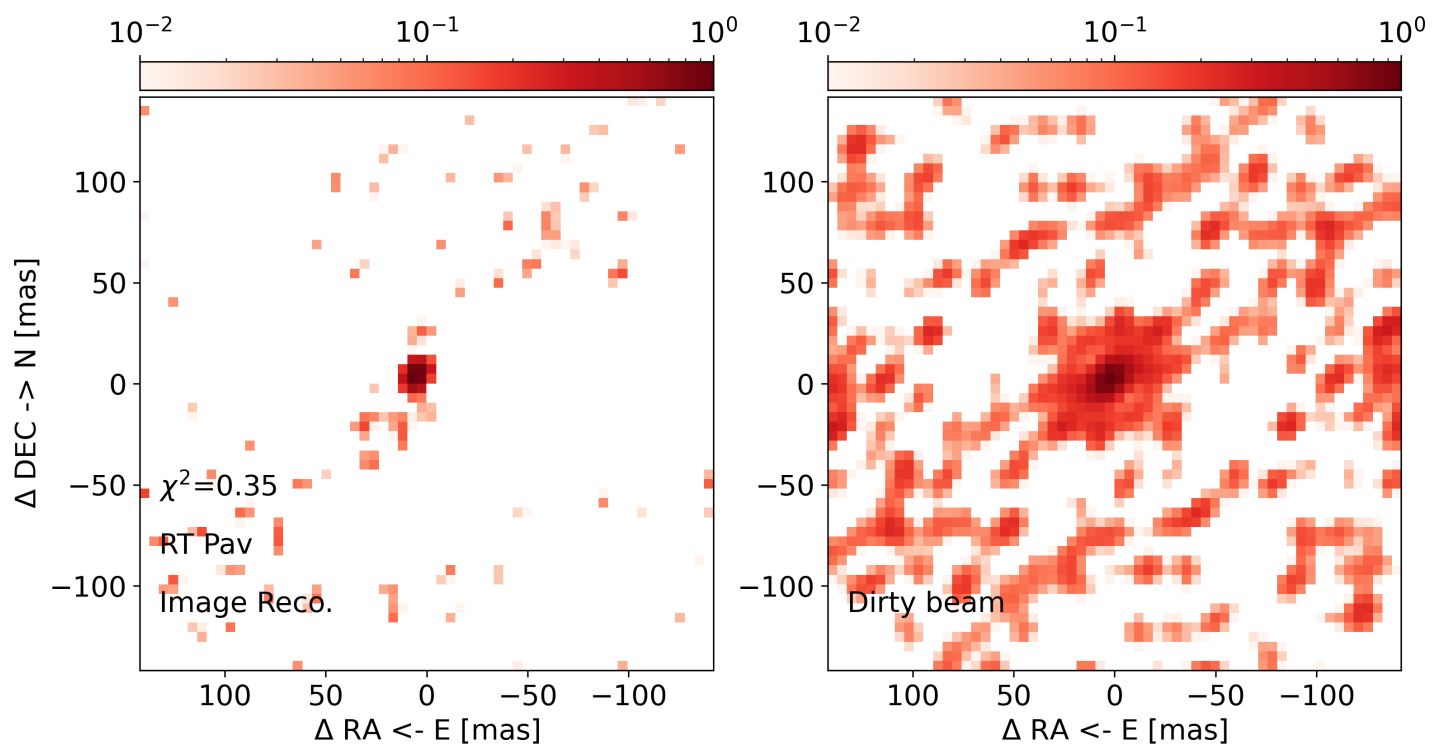 10⁻² 10⁻¹ 10⁰ 10⁻² 10⁻¹ 10⁰
100 100
50 50
0 0
−50 −50
−100 −100
Δ DEC -> N [mas]
χ²=0.35
RT Pav
Image Reco.
Dirty beam
100 50 0 −50 −100 100 50 0 −50 −100
Δ RA <- E [mas] Δ RA <- E [mas]